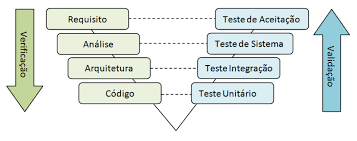 Verificação
Requisito
Teste de Aceitação
Análise
Teste de Sistema
Arquitetura
Teste Integração
Código
Teste Unitário
Validação